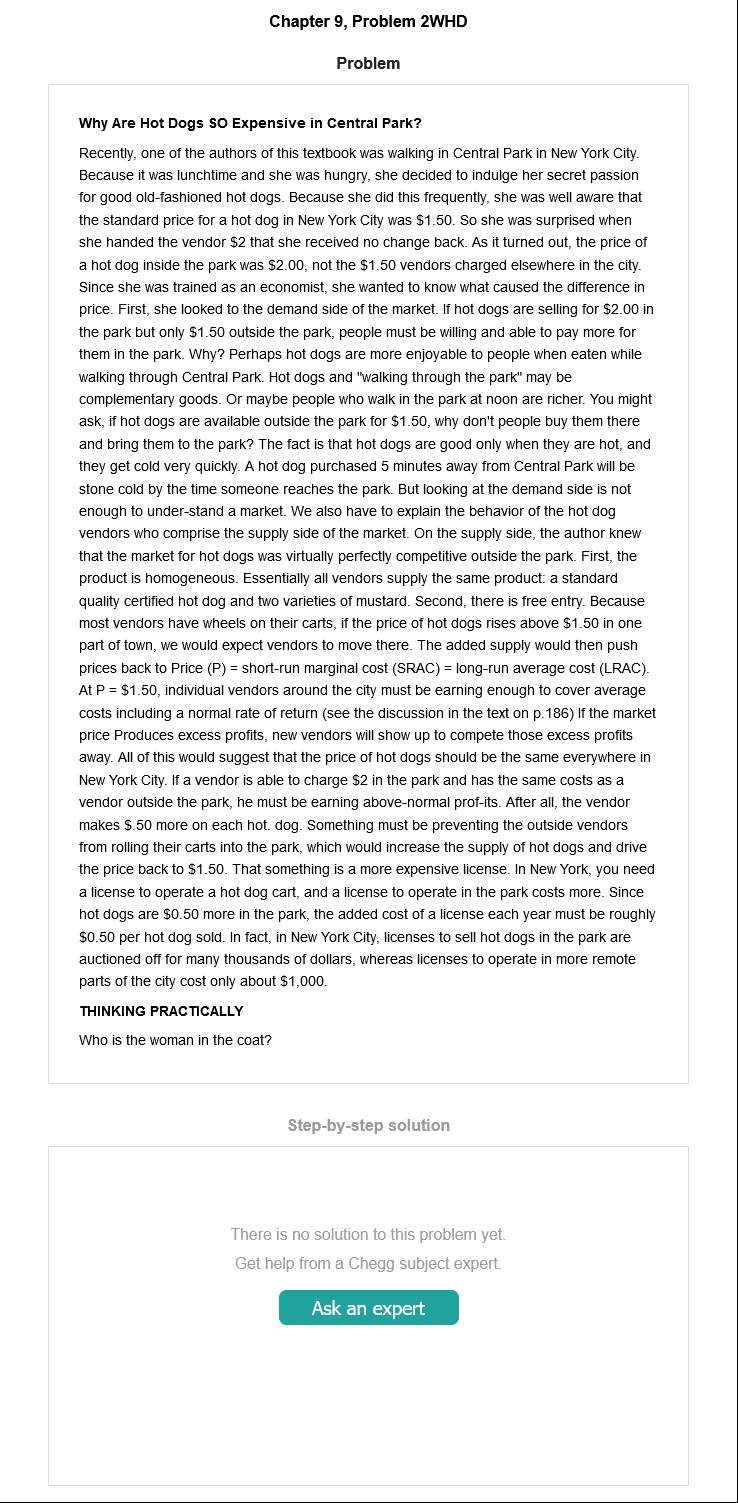 Chapter 9, Problem 2WHD
Problem
Why Are Hot Dogs SO Expensive in Central Park?
Recently, one of the authors of this textbook was walking in Central Park in New York City.
Because it was lunchtime and she was hungry, she decided to indulge her secret passion
for good old-fashioned hot dogs. Because she did this frequently, she was well aware that
the standard price for a hot dog in New York City was $1.50. So she was surprised when
she handed the vendor $2 that she received no change back. As it turned out, the price of
a hot dog inside the park was $2.00, not the $1.50 vendors charged elsewhere in the city.
Since she was trained as an economist, she wanted to know what caused the difference in
price. First, she looked to the demand side of the market. If hot dogs are selling for $2.00 in
the park but only $1.50 outside the park, people must be willing and able to pay more for
them in the park. Why? Perhaps hot dogs are more enjoyable to people when eaten while
walking through Central Park. Hot dogs and "walking through the park" may be
complementary goods. Or maybe people who walk in the park at noon are richer. You might
ask, if hot dogs are available outside the park for $1.50, why don't people buy them there
and bring them to the park? The fact is that hot dogs are good only when they are hot, and
they get cold very quickly. A hot dog purchased 5 minutes away from Central Park will be
stone cold by the time someone reaches the park. But looking at the demand side is not
enough to under-stand a market. We also have to explain the behavior of the hot dog
vendors who comprise the supply side of the market. On the supply side, the author knew
that the market for hot dogs was virtually perfectly competitive outside the park. First, the
product is homogeneous. Essentially all vendors supply the same product: a standard
quality certified hot dog and two varieties of mustard. Second, there is free entry. Because
most vendors have wheels on their carts, if the price of hot dogs rises above $1.50 in one
part of town, we would expect vendors to move there. The added supply would then push
prices back to Price (P) = short-run marginal cost (SRAC) = long-run average cost (LRAC).
At P = $1.50, individual vendors around the city must be earning enough to cover average
costs including a normal rate of return (see the discussion in the text on p.186) If the market
price Produces excess profits, new vendors will show up to compete those excess profits
away. All of this would suggest that the price of hot dogs should be the same everywhere in
New York City. If a vendor is able to charge $2 in the park and has the same costs as a
vendor outside the park, he must be earning above-normal prof-its. After all, the vendor
makes $.50 more on each hot. dog. Something must be preventing the outside vendors
from rolling their carts into the park, which would increase the supply of hot dogs and drive
the price back to $1.50. That something is a more expensive license. In New York, you need
a license to operate a hot dog cart, and a license to operate in the park costs more. Since
hot dogs are $0.50 more in the park, the added cost of a license each year must be roughly
$0.50 per hot dog sold. In fact, in New York City, licenses to sell hot dogs in the park are
auctioned off for many thousands of dollars, whereas licenses to operate in more remote
parts of the city cost only about $1,000.
THINKING PRACTICALLY
Who is the woman in the coat?
Step-by-step solution
There is no solution to this problem yet.
Get help from a Chegg subject expert.
Ask an expert